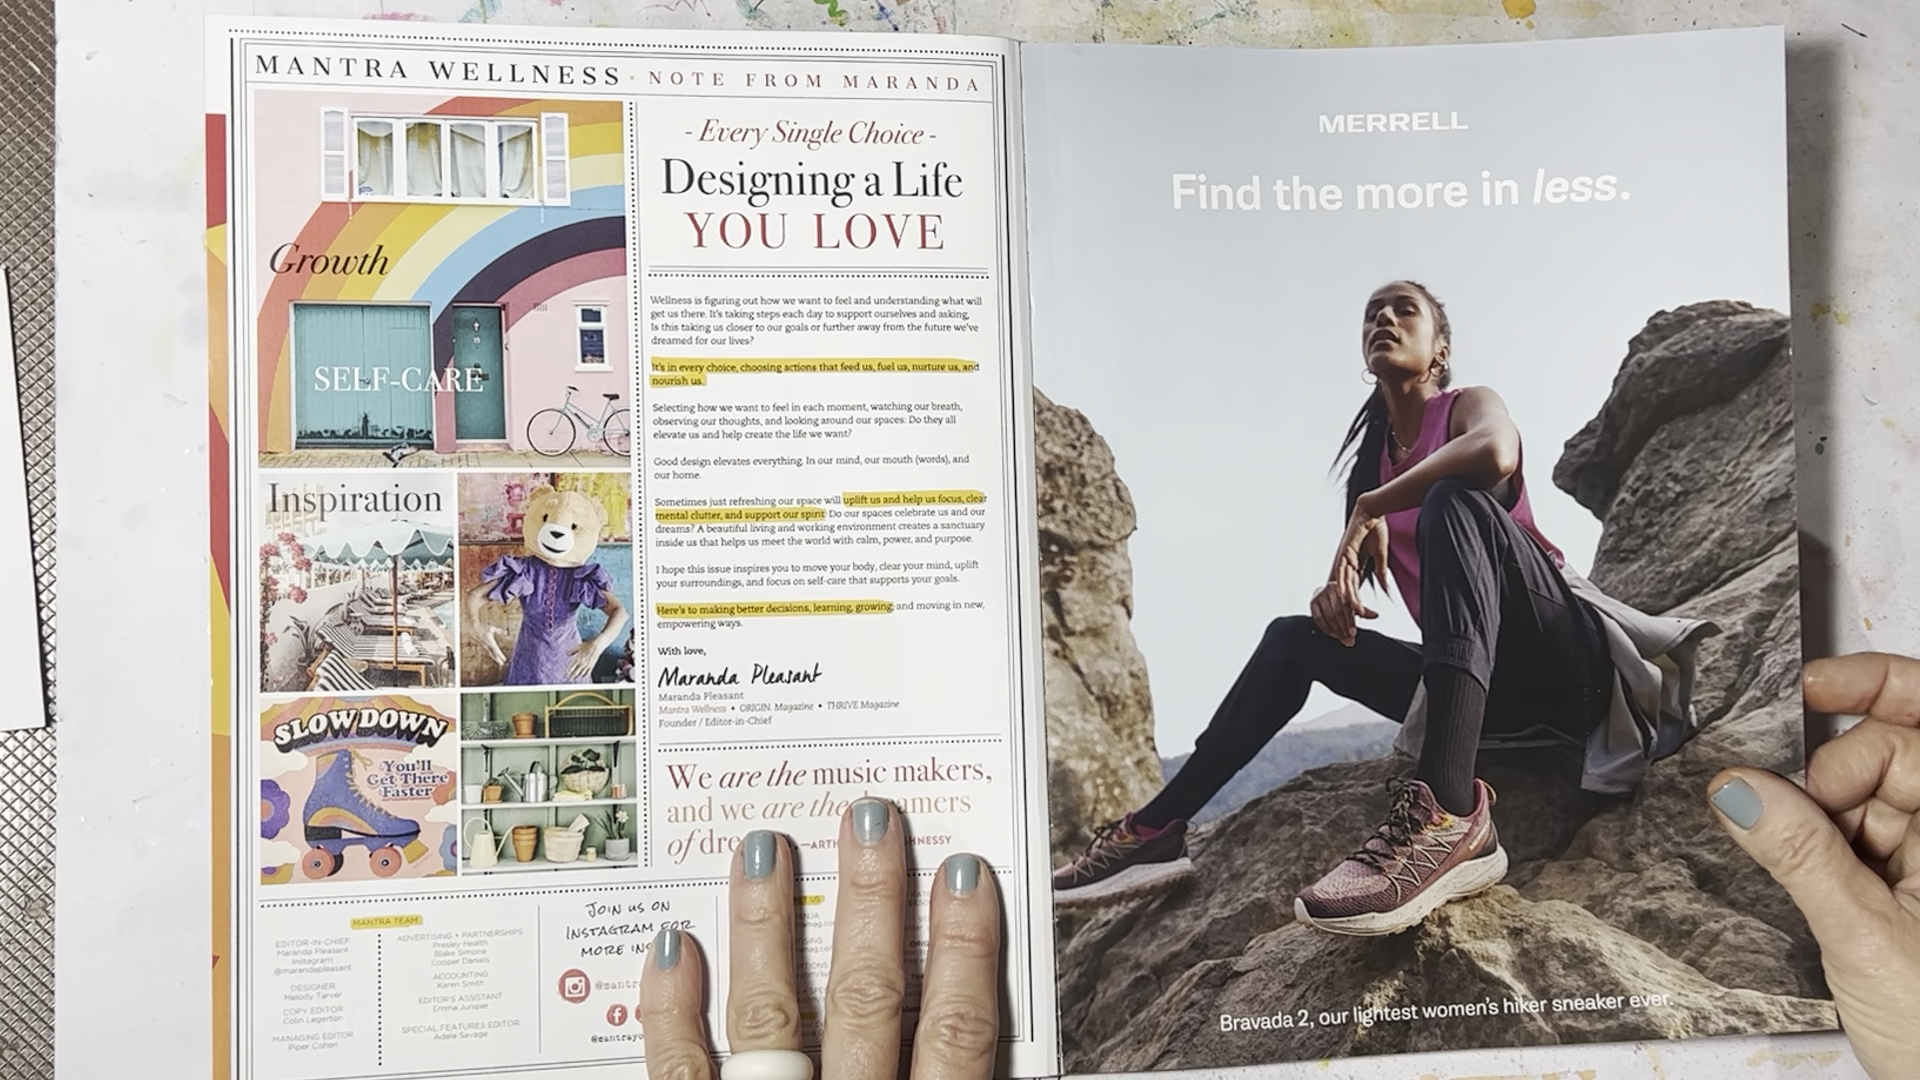 MANTRA WELLNESS • NOTE FROM MARANDA
Growth
SELF-CARE
Inspiration
SLOW DOWN
You'll
Get There
Faster
- Every Single Choice -
Designing a Life
YOU LOVE
Wellness is figuring out how we want to feel and understanding what will
get us there. It's taking steps each day to support ourselves and asking,
Is this taking us closer to our goals or further away from the future we've
dreamed for our lives?
It's in every choice, choosing actions that feed us, fuel us, nurture us, and
nourish us.
Selecting how we want to feel in each moment, watching our breath,
observing our thoughts, and looking around our spaces: Do they all
elevate us and help create the life we want?
Good design elevates everything. In our mind, our mouth (words), and
our home.
Sometimes just refreshing our space will uplift us and help us focus, clear
mental clutter, and support our spirit. Do our spaces celebrate us and our
dreams? A beautiful living and working environment creates a sanctuary
inside us that helps us meet the world with calm, power, and purpose.
I hope this issue inspires you to move your body, clear your mind, uplift
your surroundings, and focus on self-care that supports your goals.
Here's to making better decisions, learning, growing, and moving in new,
empowering ways.
With love,
Maranda Pleasant
Maranda Pleasant
Mantra Wellness • ORIGIN Magazine • THRIVE Magazine
Founder / Editor-in-Chief
We are the music makers,
and we are the
of
MANTRA TEAM
EDITOR-IN-CHIEF
Maranda Pleasant
Instagram
@marandapleasant
DESIGNER
Melody Tarver
COPY EDITOR
Colin Legerton
MANAGING EDITOR
Piper Cohen
ADVERTISING + PARTNERSHIPS
Presley Health
Blake Simone
Cooper Daniels
ACCOUNTING
Karen Smith
EDITOR'S ASSISTANT
Emma Juniper
SPECIAL FEATURES EDITOR
Adele Savage
JOIN US ON
INSTAGRAM FOR
MORE
MERRELL
Find the more in less.
Bravada 2, our lightest women's hiker sneaker ever.